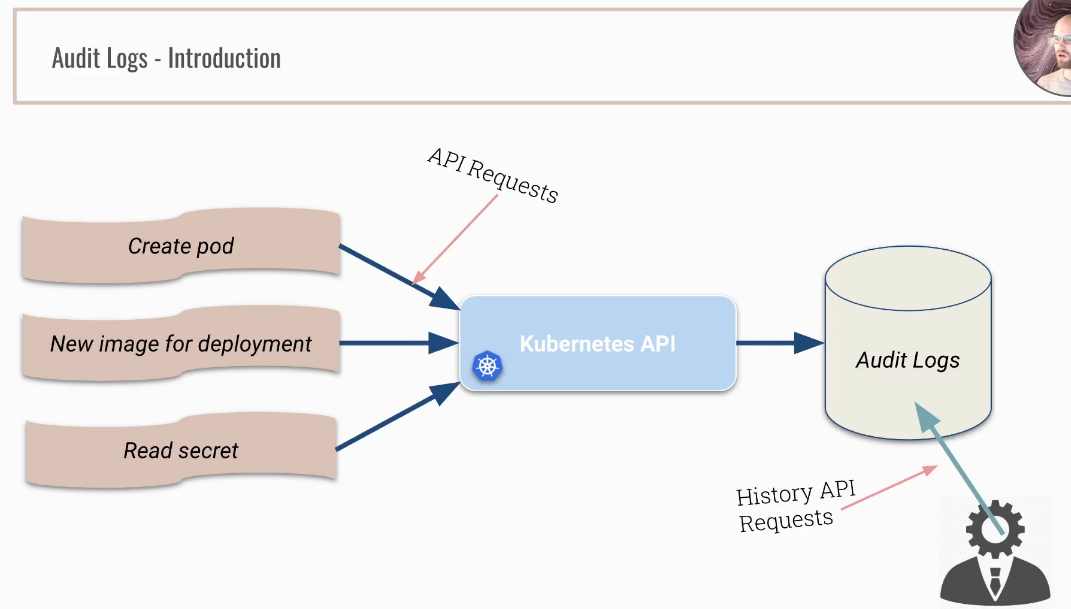 Audit Logs - Introduction
API Requests
Create pod
New image for deployment
Kubernetes API
Audit Logs
Read secret
History API
Requests